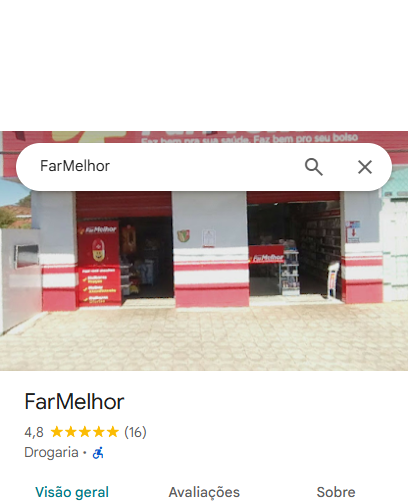 Faz bem pra sua saúde. Faz bem pro seu bolso
FarMelhor
FarMelhor
FarMelhor
FarMelhor
4,8 (16)
Drogaria ·
Visão geral Avaliações Sobre